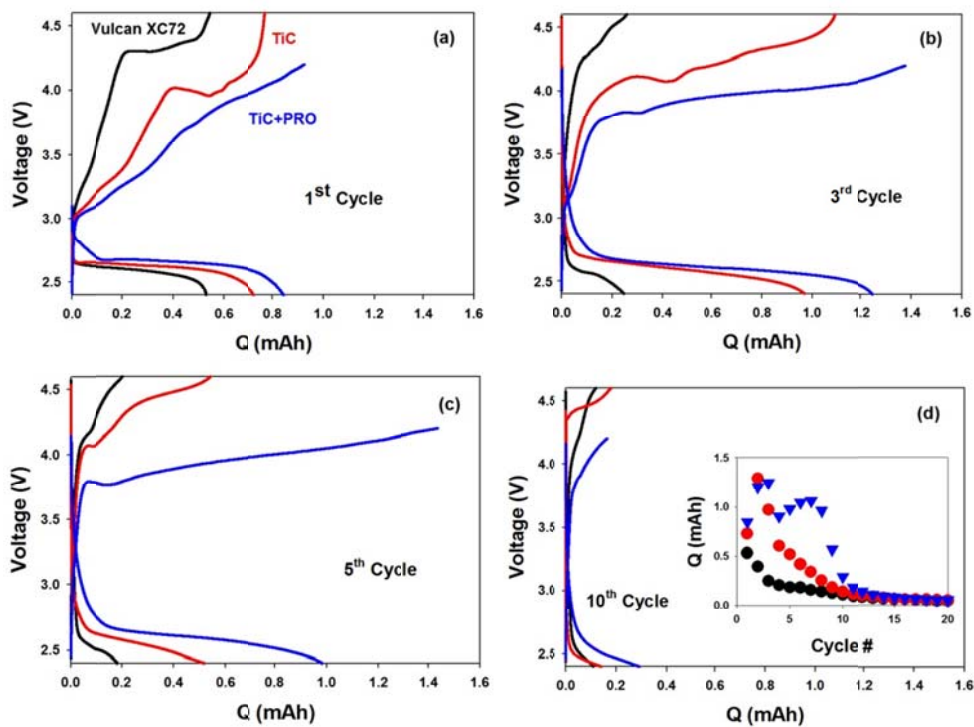 Vulcan XC72
TiC
(a)
TiC+PRO
1st Cycle
Voltage (V)
4.5
4.0
3.5
3.0
2.5
0.0 0.2 0.4 0.6 0.8 1.0 1.2 1.4 1.6
Q (mAh)
(b)
3rd Cycle
Voltage (V)
4.5
4.0
3.5
3.0
2.5
0.0 0.2 0.4 0.6 0.8 1.0 1.2 1.4 1.6
Q (mAh)
(c)
5th Cycle
Voltage (V)
4.5
4.0
3.5
3.0
2.5
0.0 0.2 0.4 0.6 0.8 1.0 1.2 1.4 1.6
Q (mAh)
(d)
10th Cycle
Voltage (V)
4.5
4.0
3.5
3.0
2.5
0.0 0.2 0.4 0.6 0.8 1.0 1.2 1.4 1.6
Q (mAh)
Q (mAh)
1.5
1.0
0.5
0.0
0 5 10 15 20
Cycle #